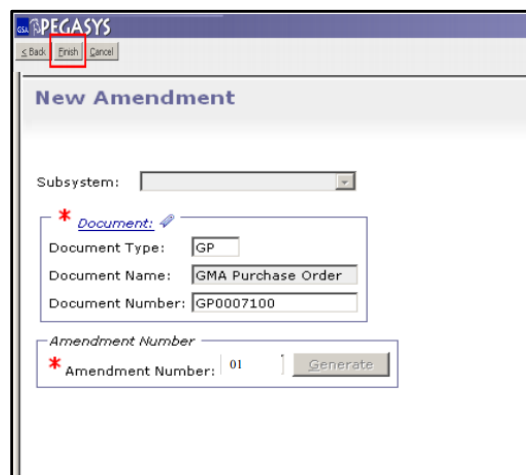 GSA PEGASYS
< Back Finish Cancel
New Amendment
Subsystem:
* Document:
Document Type: GP
Document Name: GMA Purchase Order
Document Number: GP0007100
Amendment Number
* Amendment Number: 01 Generate